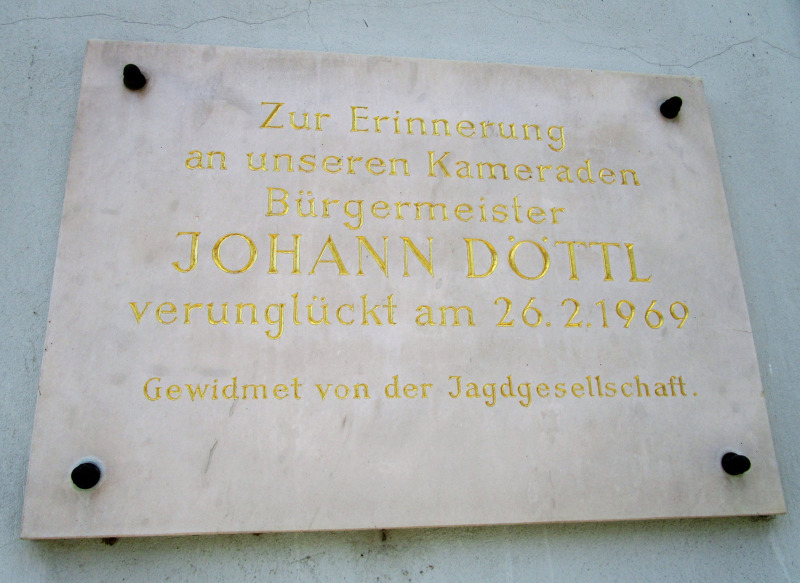 Zur Erinnerung
an unseren Kameraden
Bürgermeister
JOHANN DÖTTL
verunglückt am 26.2.1969
Gewidmet von der Jagdgesellschaft.